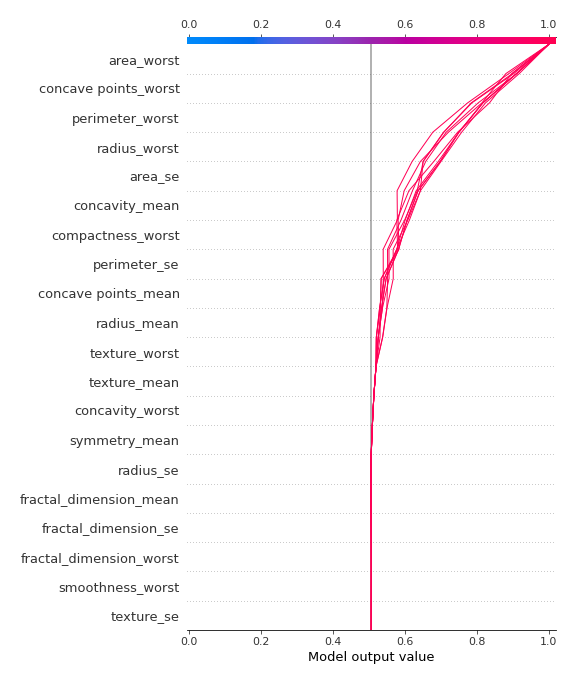 0.0 0.2 0.4 0.6 0.8 1.0
area_worst
concave points_worst
perimeter_worst
radius_worst
area_se
concavity_mean
compactness_worst
perimeter_se
concave points_mean
radius_mean
texture_worst
texture_mean
concavity_worst
symmetry_mean
radius_se
fractal_dimension_mean
fractal_dimension_se
fractal_dimension_worst
smoothness_worst
texture_se
0.0 0.2 0.4 0.6 0.8 1.0
Model output value